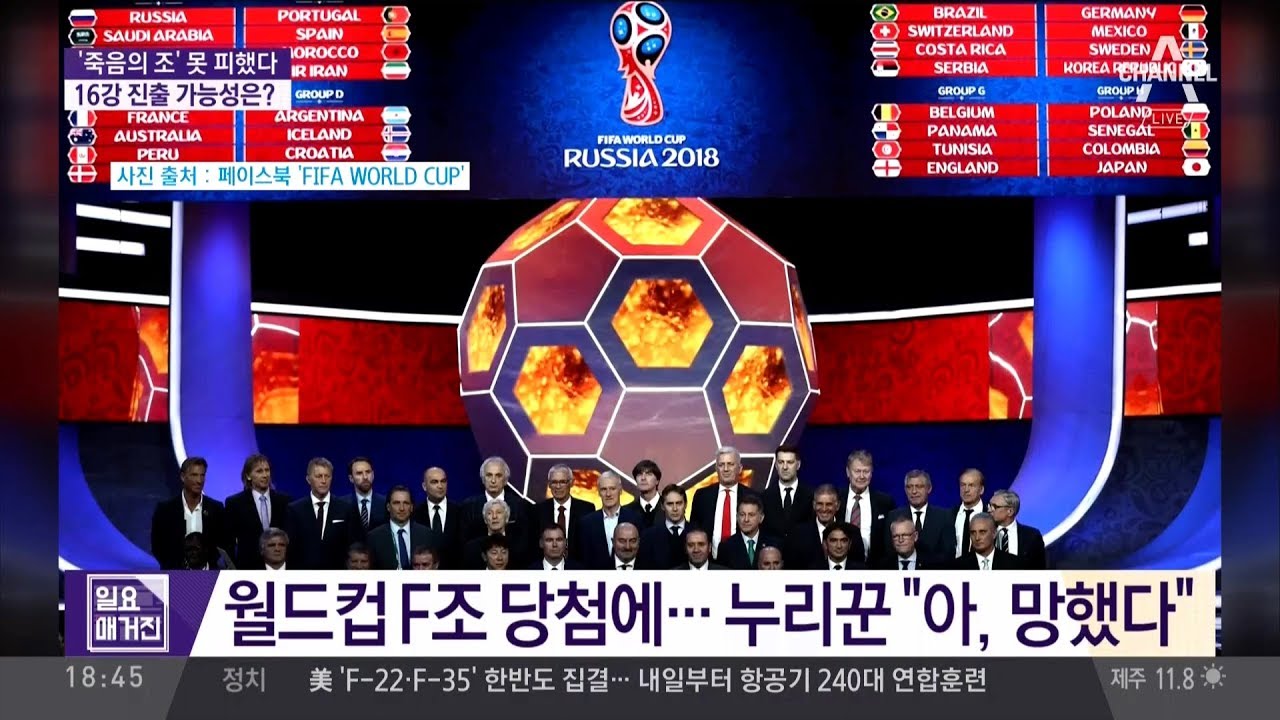 RUSSIA
SAUDI ARABIA
PORTUGAL
SPAIN
MOROCCO
IR IRAN
'죽음의 조' 못 피했다
16강 진출 가능성은?
GROUP D
FRANCE
AUSTRALIA
PERU
ARGENTINA
ICELAND
CROATIA
사진 출처 : 페이스북 'FIFA WORLD CUP'
FIFA WORLD CUP
RUSSIA 2018
BRAZIL
SWITZERLAND
COSTA RICA
SERBIA
GERMANY
MEXICO
SWEDEN
KOREA REPUBLIC
GROUP G
BELGIUM
PANAMA
TUNISIA
ENGLAND
GROUP H
POLAND
SENEGAL
COLOMBIA
JAPAN
CHANNEL A
LIVE
일요
매거진
월드컵 F조 당첨에… 누리꾼 "아, 망했다"
18:45
정치
美 'F-22·F-35' 한반도 집결… 내일부터 항공기 240대 연합훈련
제주 11.8